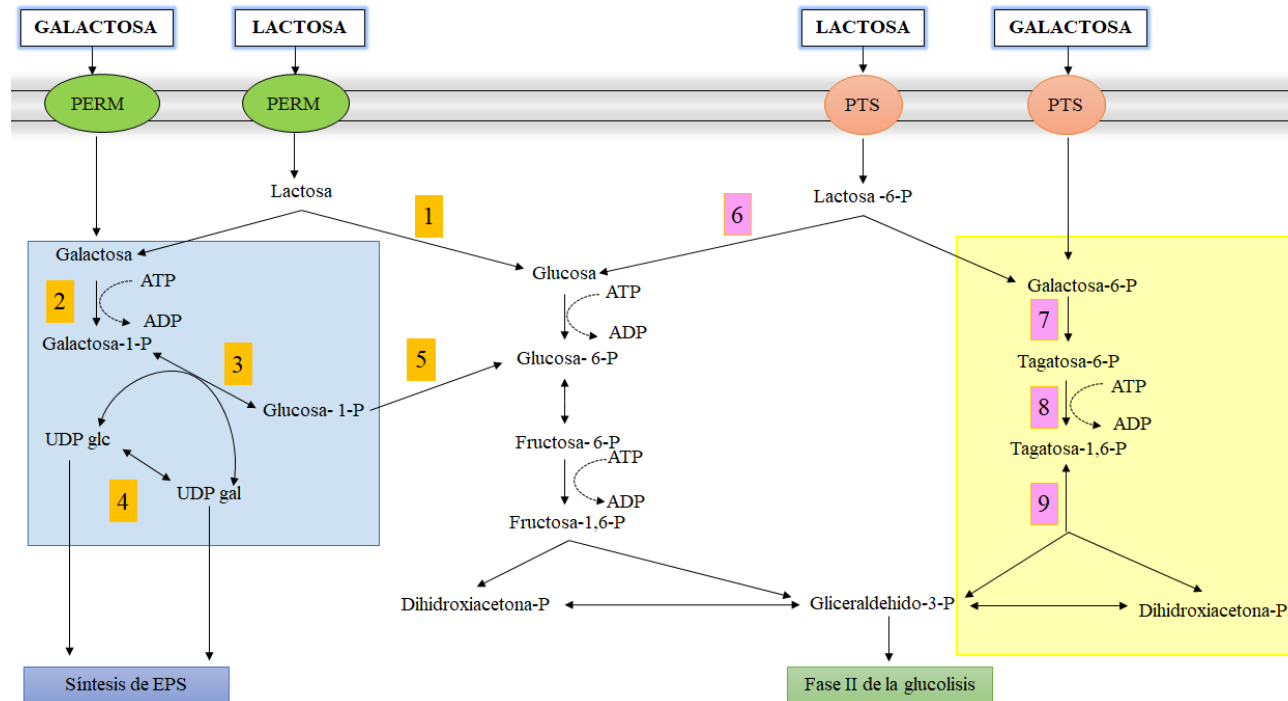 GALACTOSA
LACTOSA
LACTOSA
GALACTOSA
PERM
PERM
PTS
PTS
Lactosa
Lactosa -6-P
1
6
Galactosa
Glucosa
Galactosa-6-P
2
ATP
ADP
ATP
ADP
7
Galactosa-1-P
3
5
Glucosa- 6-P
Tagatosa-6-P
Glucosa- 1-P
8
ATP
ADP
UDP glc
Fructosa- 6-P
Tagatosa-1,6-P
4
UDP gal
ATP
ADP
9
Fructosa-1,6-P
Dihidroxiacetona-P
Gliceraldehido-3-P
Dihidroxiacetona-P
Síntesis de EPS
Fase II de la glucolisis